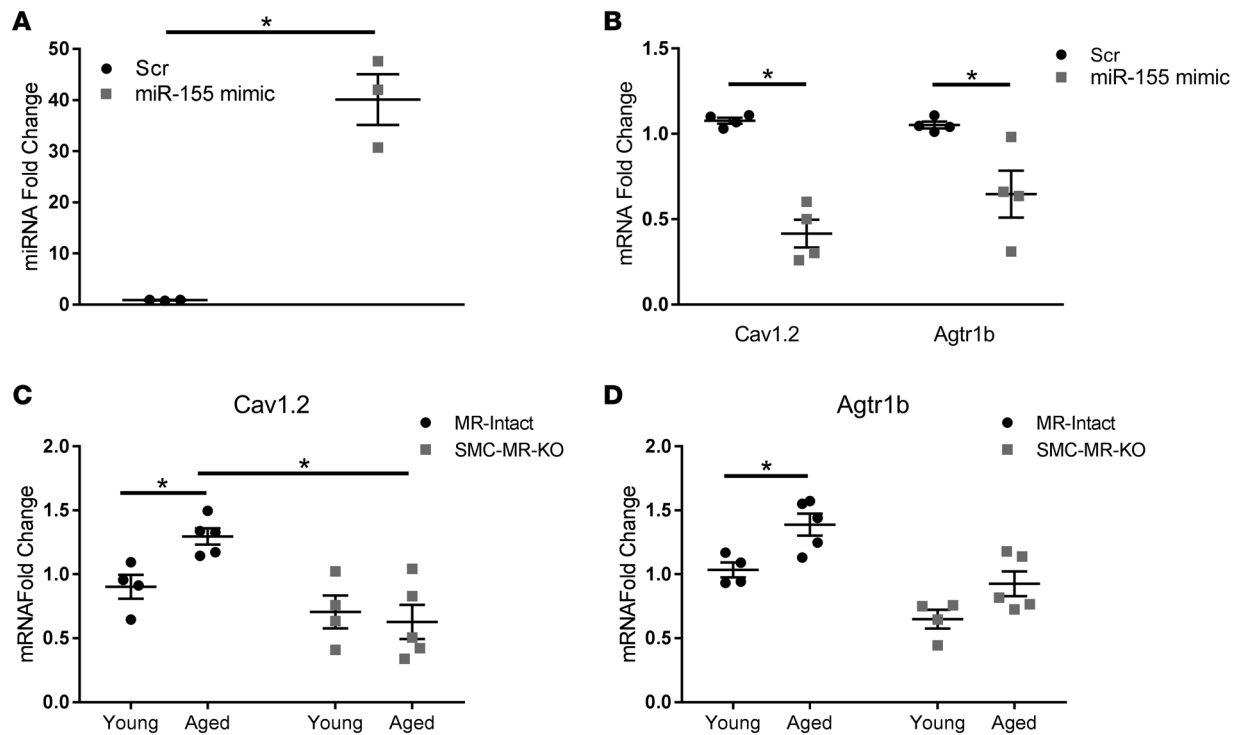 A
*
Scr
miR-155 mimic
miRNA Fold Change
50
40
30
20
10
0
B
* *
Scr
miR-155 mimic
mRNA Fold Change
1.5
1.0
0.5
0.0
Cav1.2 Agtr1b
C
Cav1.2
MR-Intact
SMC-MR-KO
* *
mRNAFold Change
2.0
1.5
1.0
0.5
0.0
Young Aged Young Aged
D
Agtr1b
MR-Intact
SMC-MR-KO
*
mRNAFold Change
2.0
1.5
1.0
0.5
0.0
Young Aged Young Aged